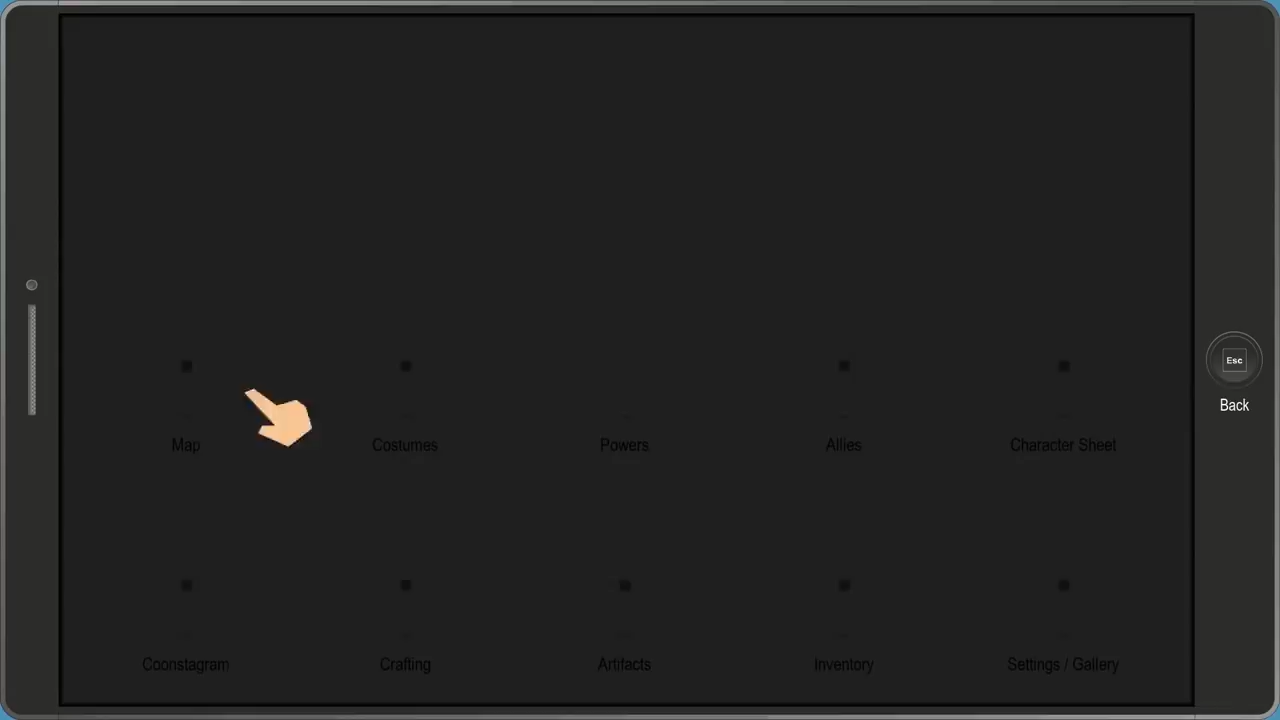 Esc
Back
Map
Costumes
Powers
Allies
Character Sheet
Coonstagram
Crafting
Artifacts
Inventory
Settings / Gallery